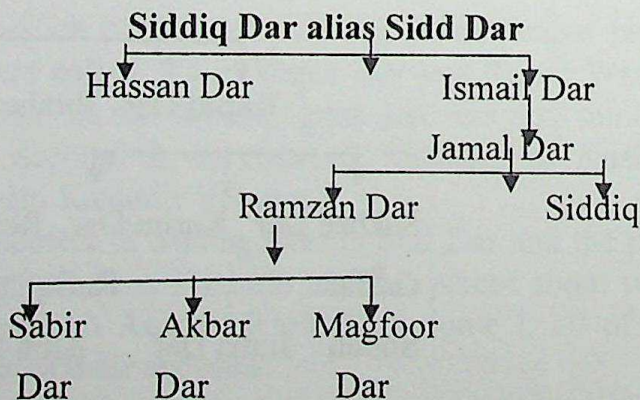 Siddiq Dar alias Sidd Dar
Hassan Dar Ismail Dar
Jamal Dar
Ramzan Dar Siddiq
Sabir Akbar Magfoor
Dar Dar Dar